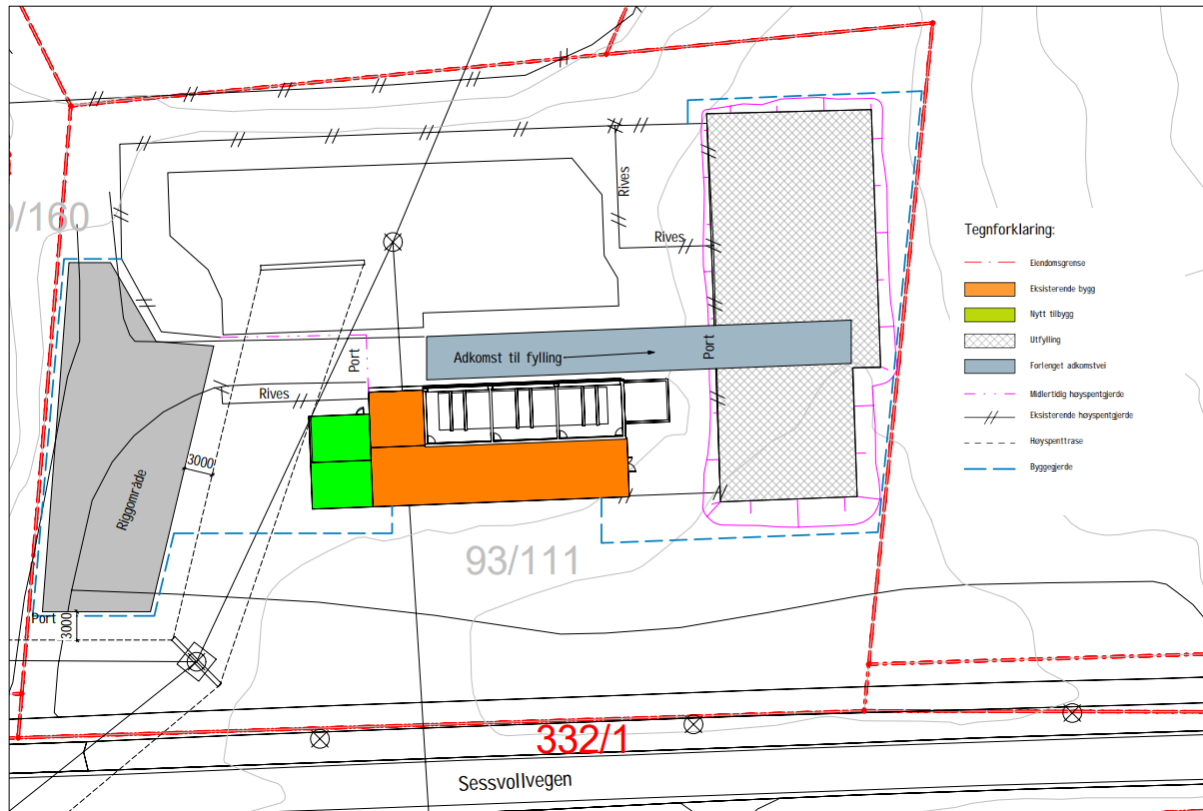 Rives
Rives
0/160
Tegnforklaring:
Eiendomsgrense
Eksisterende bygg
Nytt tilbygg
Utfylling
Forlenget adkomstvei
Midlertidig høyspentgjerde
Eksisterende høyspentgjerde
Høyspenttrase
Byggegjerde
Port
Port
Adkomst til fylling
Rives
3000
Riggområde
93/111
Port
3000
332/1
Sessvollvegen